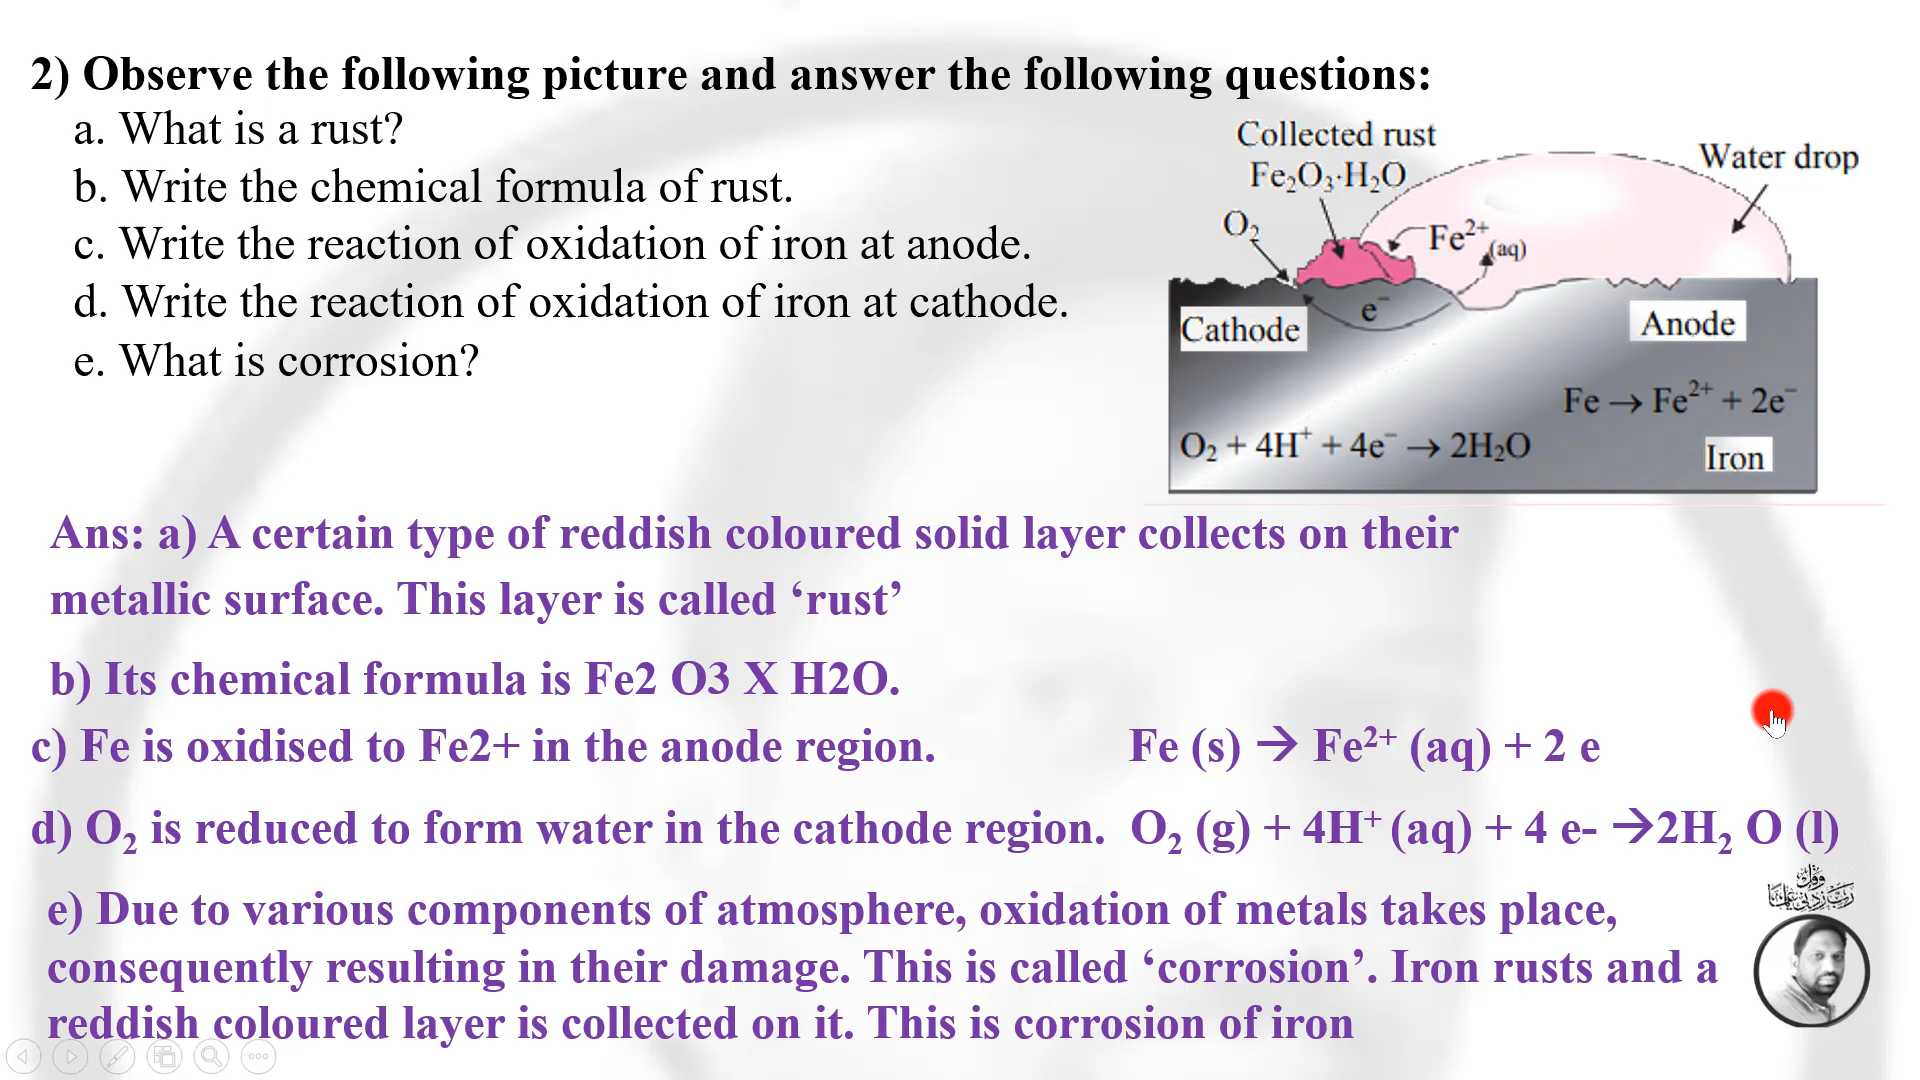 2) Observe the following picture and answer the following questions:
a. What is a rust?
b. Write the chemical formula of rust.
c. Write the reaction of oxidation of iron at anode.
d. Write the reaction of oxidation of iron at cathode.
e. What is corrosion?
Collected rust
Fe₂O₃·H₂O
Water drop
O₂
Fe²⁺(aq)
e⁻
Cathode
Anode
Fe → Fe²⁺ + 2e⁻
O₂ + 4H⁺ + 4e⁻ → 2H₂O
Iron
Ans: a) A certain type of reddish coloured solid layer collects on their
metallic surface. This layer is called ‘rust’
b) Its chemical formula is Fe2 O3 X H2O.
c) Fe is oxidised to Fe2+ in the anode region. Fe (s) → Fe²⁺ (aq) + 2 e
d) O₂ is reduced to form water in the cathode region. O₂ (g) + 4H⁺ (aq) + 4 e- →2H₂ O (l)
e) Due to various components of atmosphere, oxidation of metals takes place,
consequently resulting in their damage. This is called ‘corrosion’. Iron rusts and a
reddish coloured layer is collected on it. This is corrosion of iron
وقل
رب زدني علما